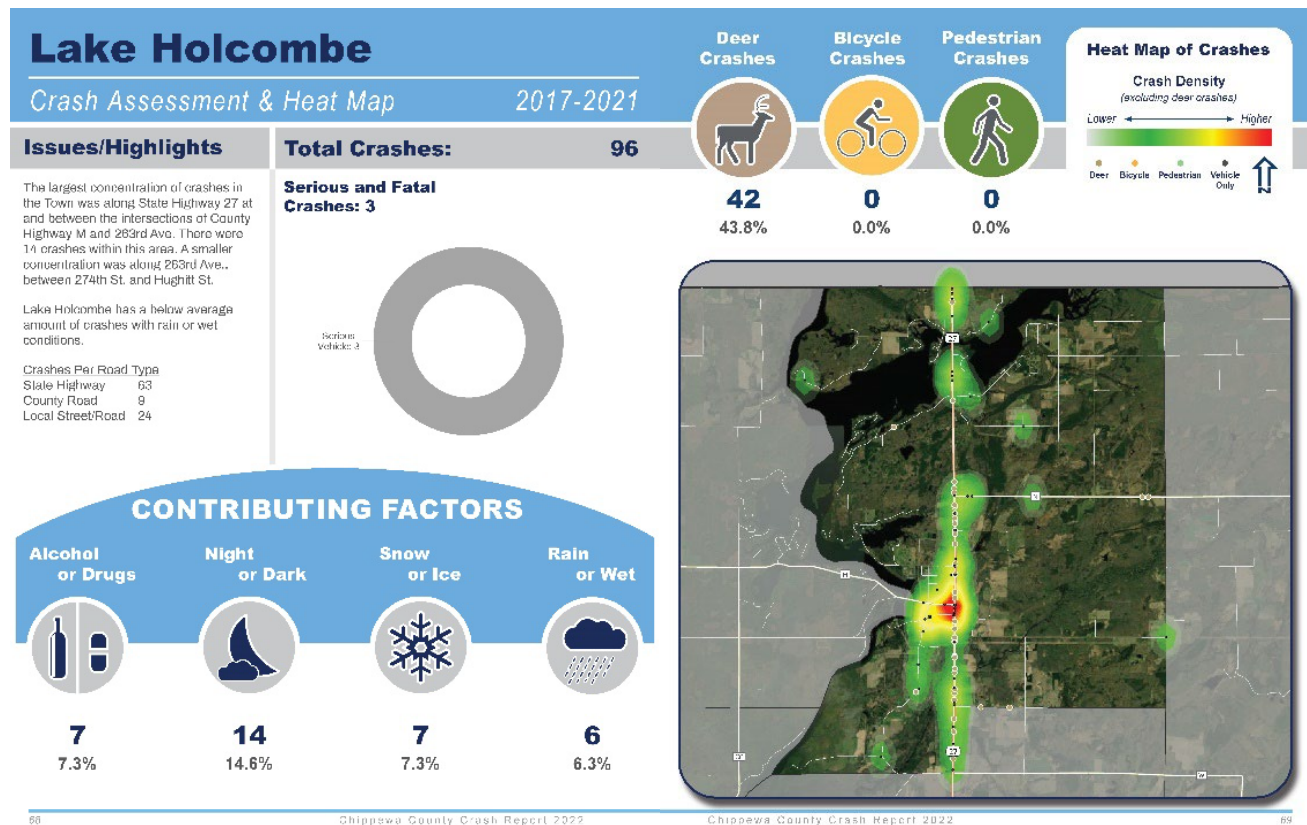 Lake Holcombe
Crash Assessment & Heat Map 2017-2021
Issues/Highlights
The largest concentration of crashes in
the Town was along State Highway 27 at
and between the intersections of County
Highway M and 263rd Ave. There were
14 crashes within this area. A smaller
concentration was along 263rd Ave.,
between 274th St. and Hughitt St.
Lake Holcombe has a below average
amount of crashes with rain or wet
conditions.
Crashes Per Road Type
State Highway 63
County Road 9
Local Street/Road 24
Total Crashes: 96
Serious and Fatal
Crashes: 3
Serious
Vehicle: 3
CONTRIBUTING FACTORS
Alcohol
or Drugs
7
7.3%
Night
or Dark
14
14.6%
Snow
or Ice
7
7.3%
Rain
or Wet
6
6.3%
68 Chippewa County Crash Report 2022
Deer
Crashes
42
43.8%
Bicycle
Crashes
0
0.0%
Pedestrian
Crashes
0
0.0%
Heat Map of Crashes
Crash Density
(excluding deer crashes)
Lower Higher
Deer Bicycle Pedestrian Vehicle
Only
N
27
27
Chippewa County Crash Report 2022 69